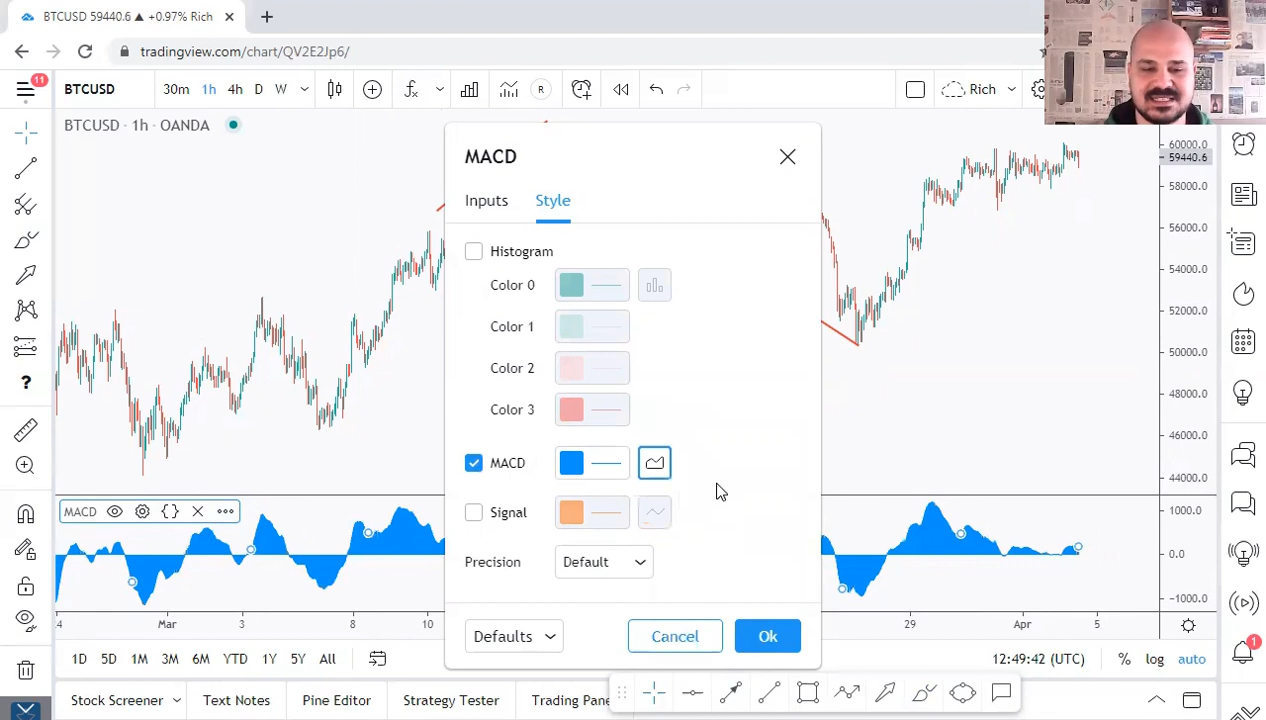 BTCUSD 59440.6 ▲ +0.97% Rich
tradingview.com/chart/QV2E2Jp6/
11
BTCUSD 30m 1h 4h D W Rich
BTCUSD · 1h · OANDA
MACD
Inputs Style
Histogram
Color 0
Color 1
Color 2
Color 3
MACD
Signal
Precision Default
Defaults Cancel Ok
MACD
60000.0
59440.6
58000.0
56000.0
54000.0
52000.0
50000.0
48000.0
46000.0
44000.0
1000.0
0.0
-1000.0
4 Mar 3 8 10 29 Apr 5
1D 5D 1M 3M 6M YTD 1Y 5Y All 12:49:42 (UTC) % log auto
1
Stock Screener Text Notes Pine Editor Strategy Tester Trading Pane